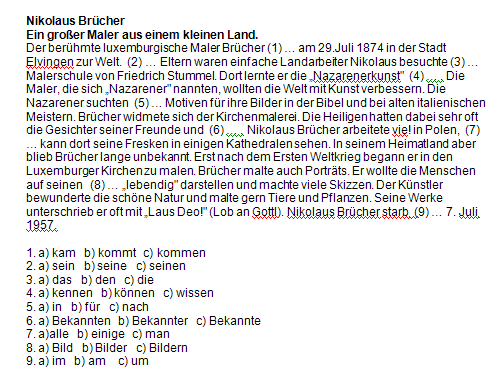 Nikolaus Brücher
Ein großer Maler aus einem kleinen Land.
Der berühmte luxemburgische Maler Brücher (1) ... am 29.Juli 1874 in der Stadt
Elvingen zur Welt. (2) ... Eltern waren einfache Landarbeiter Nikolaus besuchte (3) ...
Malerschule von Friedrich Stummel. Dort lernte er die „Nazarenerkunst" (4) .... Die
Maler, die sich „Nazarener" nannten, wollten die Welt mit Kunst verbessern. Die
Nazarener suchten (5) ... Motiven für ihre Bilder in der Bibel und bei alten italienischen
Meistern. Brücher widmete sich der Kirchenmalerei. Die Heiligen hatten dabei sehr oft
die Gesichter seiner Freunde und (6) .... Nikolaus Brücher arbeitete vie! in Polen, (7)
... kann dort seine Fresken in einigen Kathedralen sehen. In seinem Heimatland aber
blieb Brücher lange unbekannt. Erst nach dem Ersten Weltkrieg begann er in den
Luxemburger Kirchen zu malen. Brücher malte auch Porträts. Er wollte die Menschen
auf seinen (8) ... „lebendig" darstellen und machte viele Skizzen. Der Künstler
bewunderte die schöne Natur und malte gern Tiere und Pflanzen. Seine Werke
unterschrieb er oft mit „Laus Deo!" (Lob an Gottl). Nikolaus Brücher starb (9) ... 7. Juli
1957.
1. a) kam b) kommt c) kommen
2. a) sein b) seine c) seinen
3. a) das b) den c) die
4. a) kennen b) können c) wissen
5. a) in b) für c) nach
6. a) Bekannten b) Bekannter c) Bekannte
7. a)alle b) einige c) man
8. a) Bild b) Bilder c) Bildern
9. a) im b) am c) um